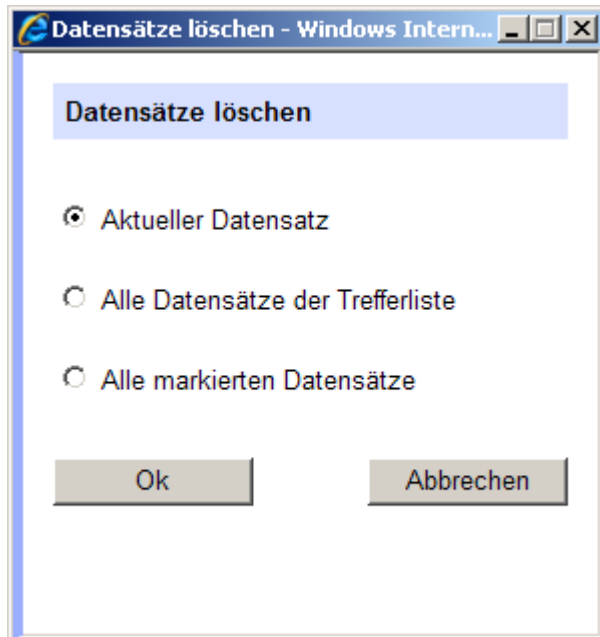 Datensätze löschen - Windows Intern...
Datensätze löschen
Aktueller Datensatz
Alle Datensätze der Trefferliste
Alle markierten Datensätze
Ok
Abbrechen